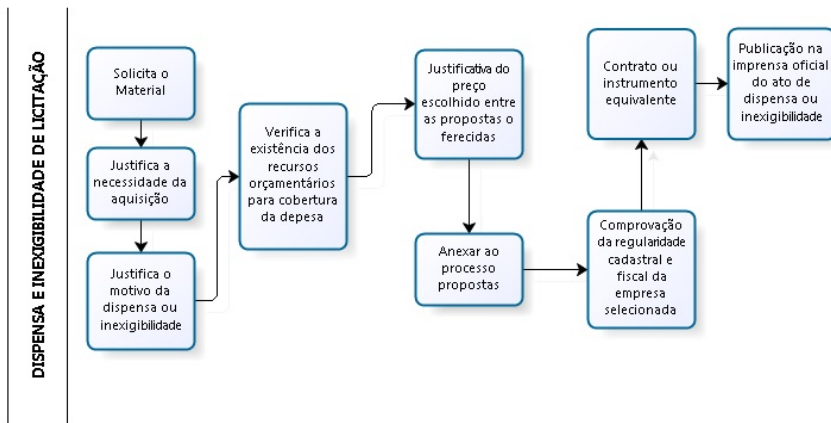 DISPENSA E INEXIGIBILIDADE DE LICITAÇÃO
Solicita o
Material
Justifica a
necessidade da
aquisição
Justifica o
motivo da
dispensa ou
inexigibilidade
Verifica a
existência dos
recursos
orçamentários
para cobertura
da depesa
Justificativa do
preço
escolhido entre
as propostas o
ferecidas
Anexar ao
processo
propostas
Comprovação
da regularidade
cadastral e
fiscal da
empresa
selecionada
Contrato ou
instrumento
equivalente
Publicação na
imprensa oficial
do ato de
dispensa ou
inexigibilidade